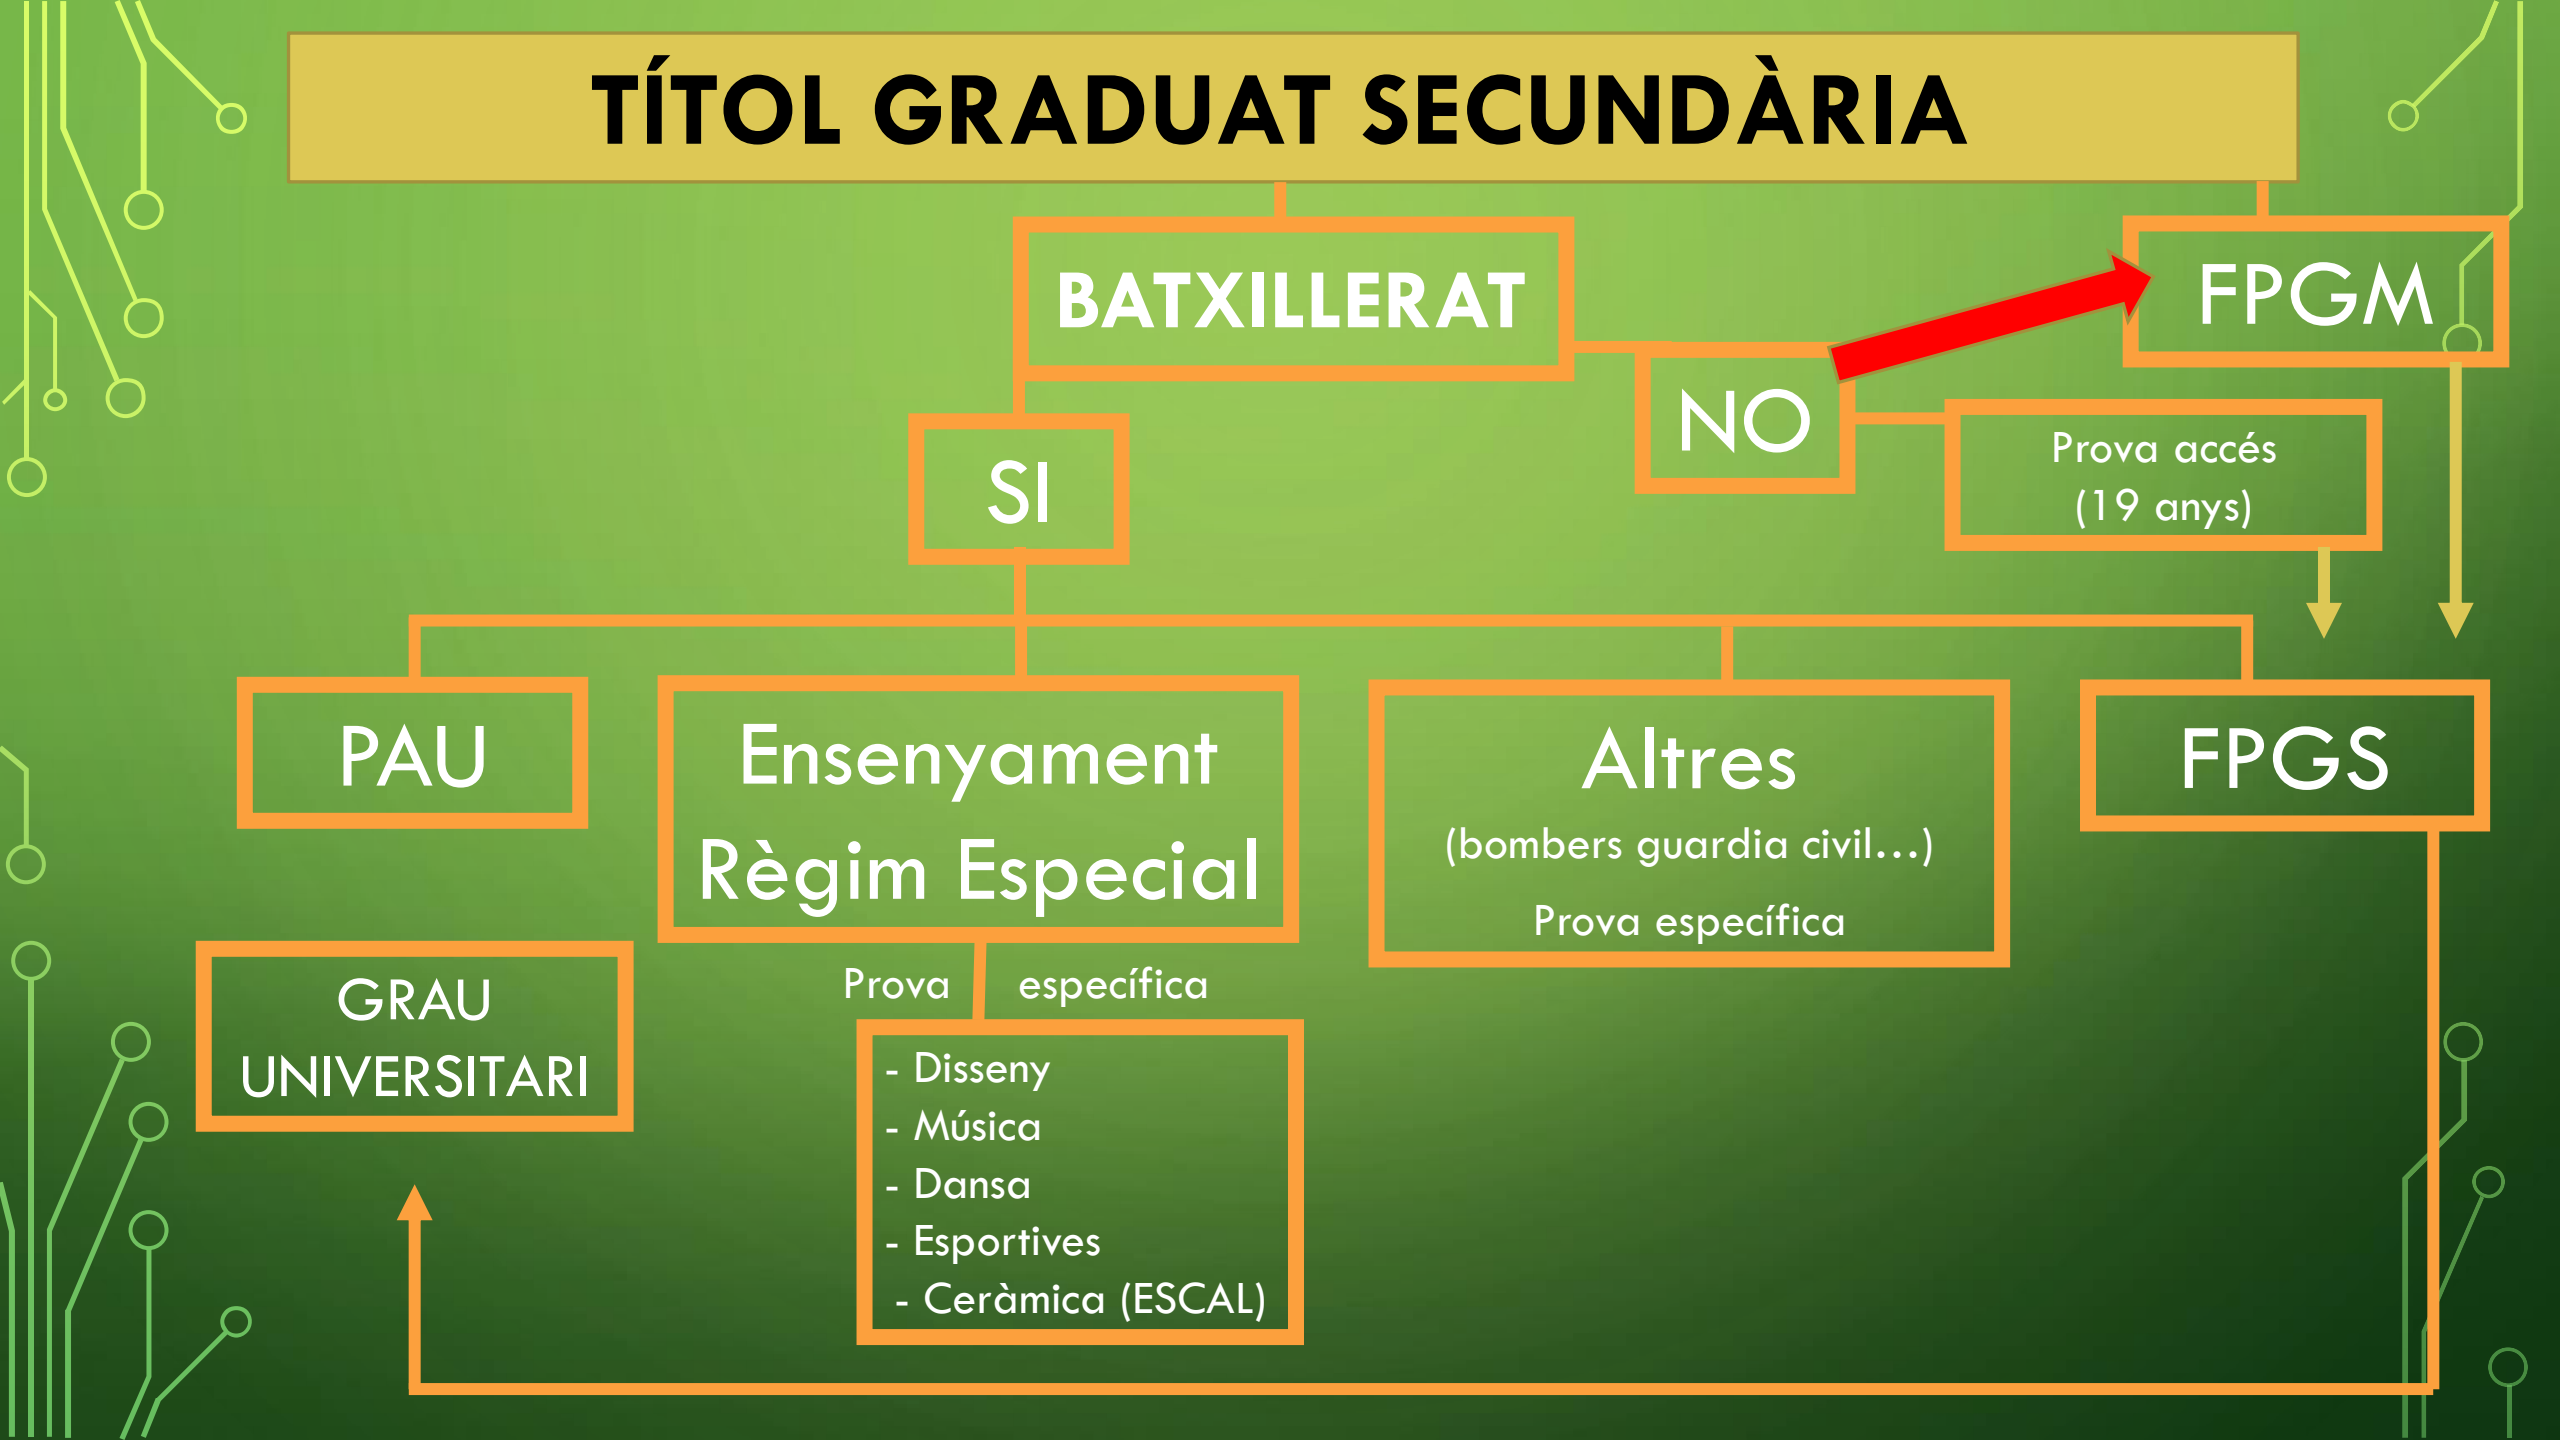 TÍTOL GRADUAT SECUNDÀRIA
BATXILLERAT
FPGM
NO
SI
Prova accés
(19 anys)
PAU
Ensenyament
Règim Especial
Altres
(bombers guardia civil...)
Prova específica
FPGS
GRAU
UNIVERSITARI
Prova específica
- Disseny
- Música
- Dansa
- Esportives
- Ceràmica (ESCAL)